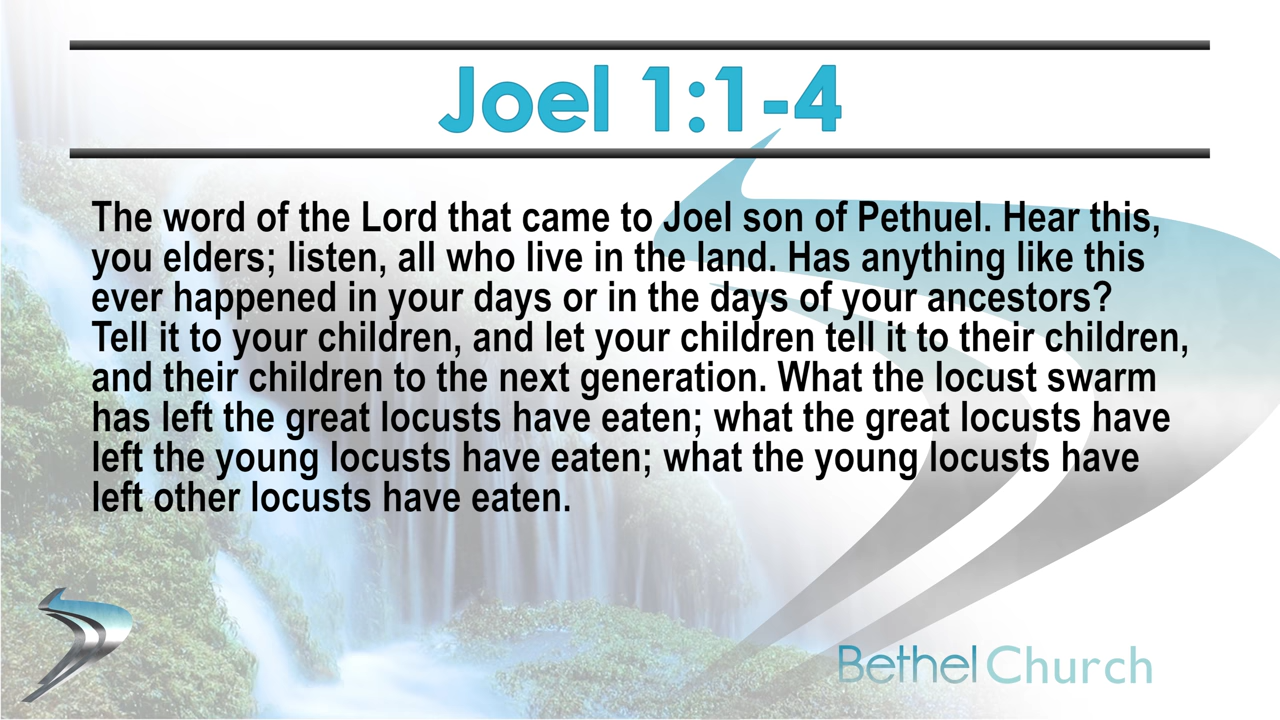 Joel 1:1-4
The word of the Lord that came to Joel son of Pethuel. Hear this,
you elders; listen, all who live in the land. Has anything like this
ever happened in your days or in the days of your ancestors?
Tell it to your children, and let your children tell it to their children,
and their children to the next generation. What the locust swarm
has left the great locusts have eaten; what the great locusts have
left the young locusts have eaten; what the young locusts have
left other locusts have eaten.
Bethel Church